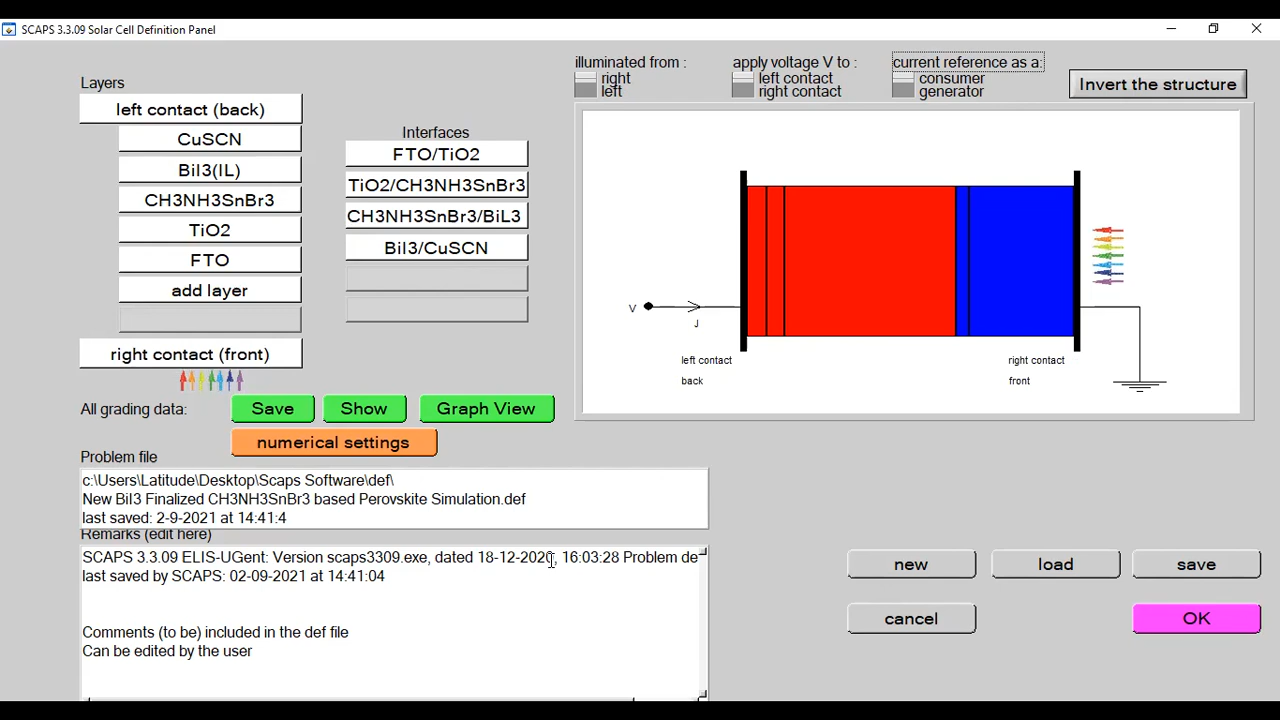 SCAPS 3.3.09 Solar Cell Definition Panel
Layers
left contact (back)
CuSCN
BiI3(IL)
CH3NH3SnBr3
TiO2
FTO
add layer
right contact (front)
Interfaces
FTO/TiO2
TiO2/CH3NH3SnBr3
CH3NH3SnBr3/BiL3
BiI3/CuSCN
illuminated from :
right
left
apply voltage V to :
left contact
right contact
current reference as a:
consumer
generator
Invert the structure
V
J
left contact
back
right contact
front
All grading data:
Save
Show
Graph View
numerical settings
Problem file
c:\Users\Latitude\Desktop\Scaps Software\def\
New BiI3 Finalized CH3NH3SnBr3 based Perovskite Simulation.def
last saved: 2-9-2021 at 14:41:4
Remarks (edit here)
SCAPS 3.3.09 ELIS-UGent: Version scaps3309.exe, dated 18-12-2020, 16:03:28 Problem de
last saved by SCAPS: 02-09-2021 at 14:41:04
Comments (to be) included in the def file
Can be edited by the user
new
load
save
cancel
OK